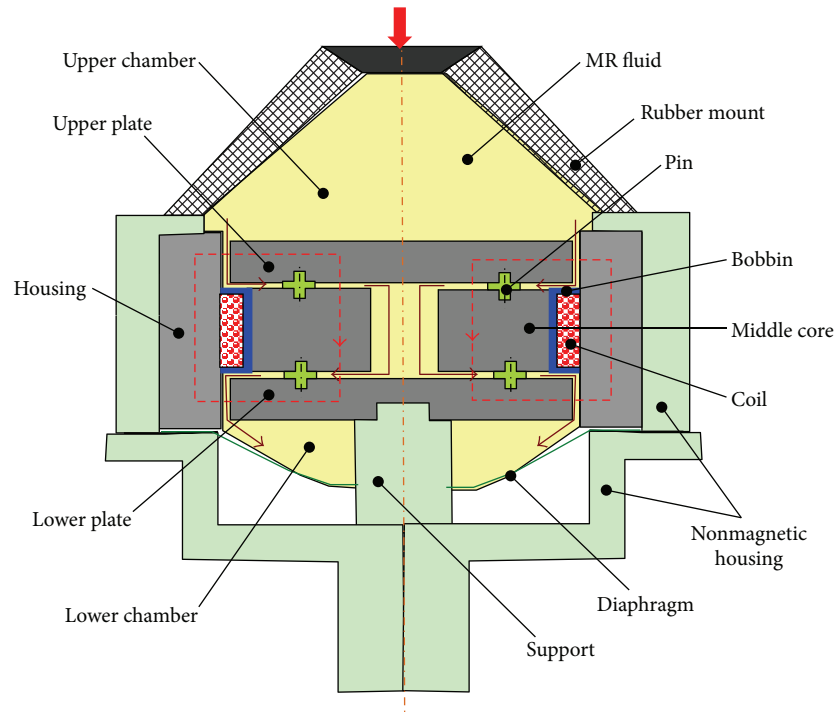 Upper chamber
Upper plate
Housing
Lower plate
Lower chamber
MR fluid
Rubber mount
Pin
Bobbin
Middle core
Coil
Nonmagnetic
housing
Diaphragm
Support